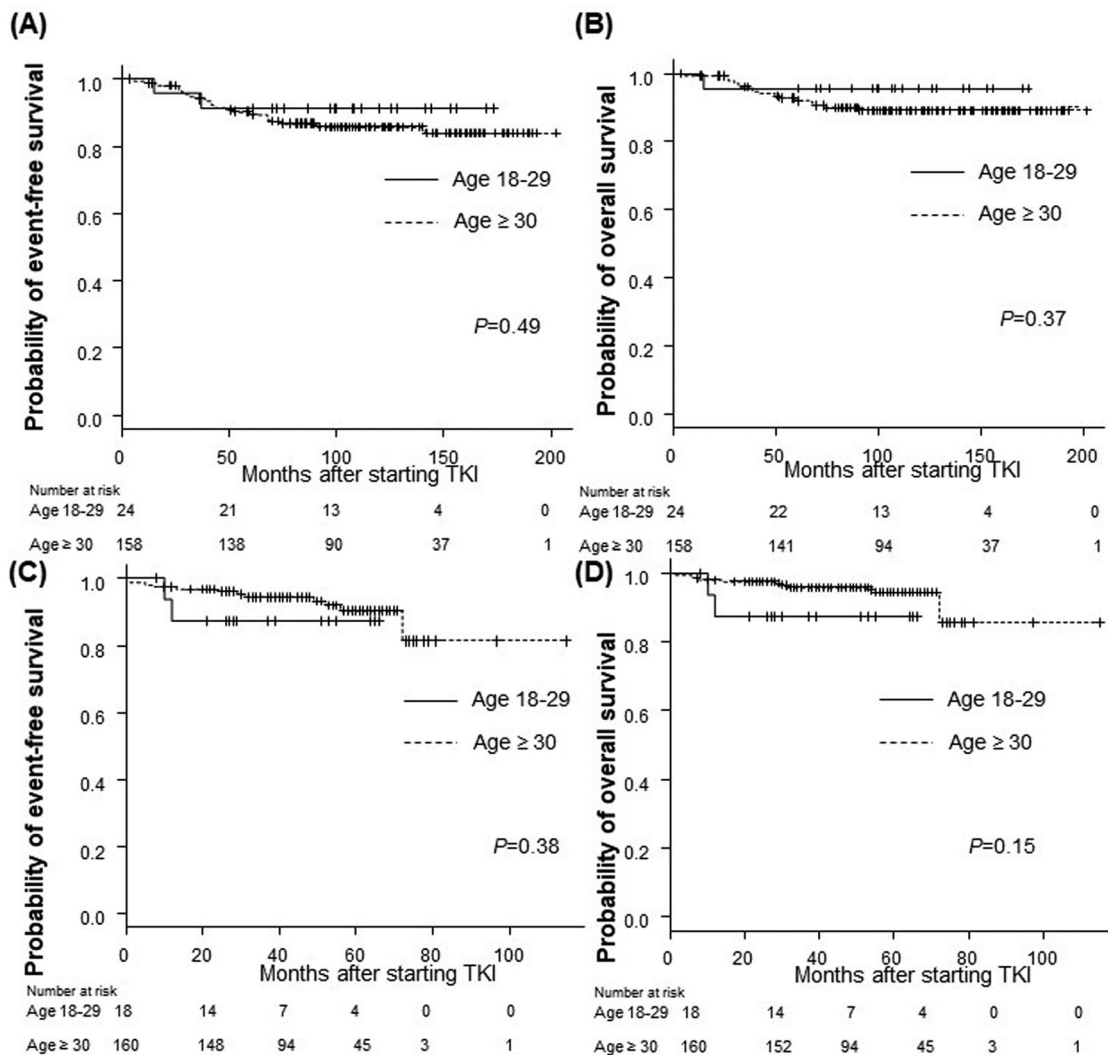 (A)
Probability of event-free survival
1.0
0.8
0.6
0.4
0.2
0.0
Age 18-29
Age ≥ 30
P=0.49
0 50 100 150 200
Months after starting TKI
Number at risk
Age 18-29 24 21 13 4 0
Age ≥ 30 158 138 90 37 1
(B)
Probability of overall survival
1.0
0.8
0.6
0.4
0.2
0.0
Age 18-29
Age ≥ 30
P=0.37
0 50 100 150 200
Months after starting TKI
Number at risk
Age 18-29 24 22 13 4 0
Age ≥ 30 158 141 94 37 1
(C)
Probability of event-free survival
1.0
0.8
0.6
0.4
0.2
0.0
Age 18-29
Age ≥ 30
P=0.38
0 20 40 60 80 100
Months after starting TKI
Number at risk
Age 18-29 18 14 7 4 0 0
Age ≥ 30 160 148 94 45 3 1
(D)
Probability of overall survival
1.0
0.8
0.6
0.4
0.2
0.0
Age 18-29
Age ≥ 30
P=0.15
0 20 40 60 80 100
Months after starting TKI
Number at risk
Age 18-29 18 14 7 4 0 0
Age ≥ 30 160 152 94 45 3 1